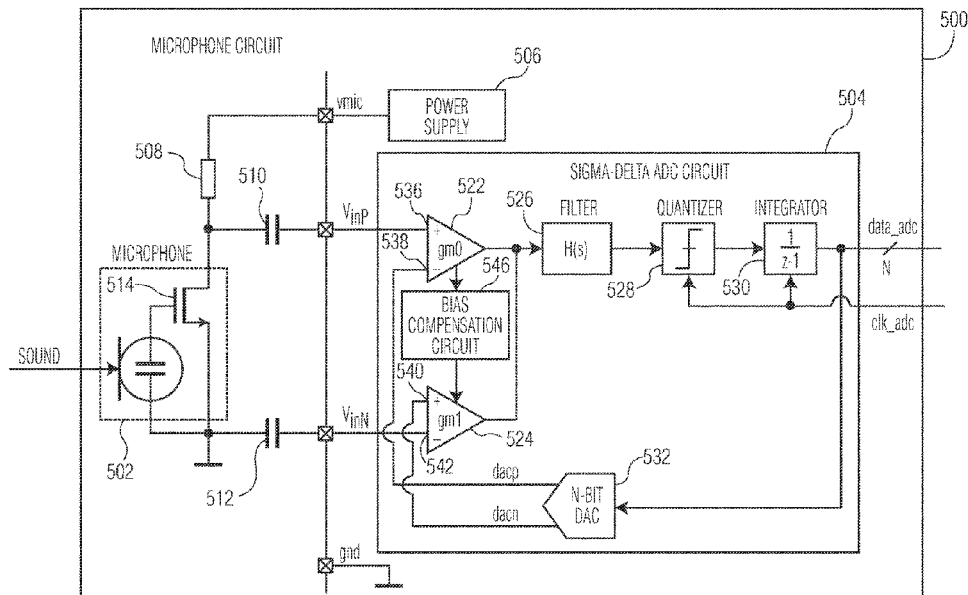 500
MICROPHONE CIRCUIT
506
vmic
POWER
SUPPLY
504
508
510
SIGMA-DELTA ADC CIRCUIT
536
522
FILTER
QUANTIZER
INTEGRATOR
526
VinP
+
538
gm0
H(s)
1
z-1
data_adc
N
MICROPHONE
546
528
530
514
BIAS
COMPENSATION
CIRCUIT
clk_adc
SOUND
540
+
gm1
VinN
524
542
−
502
512
dacp
532
N-BIT
DAC
dacn
gnd